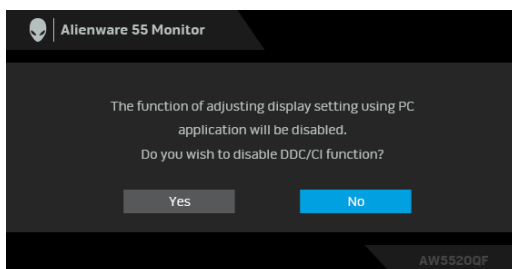 Alienware 55 Monitor
The function of adjusting display setting using PC
application will be disabled.
Do you wish to disable DDC/CI function?
Yes No
AW5520QF